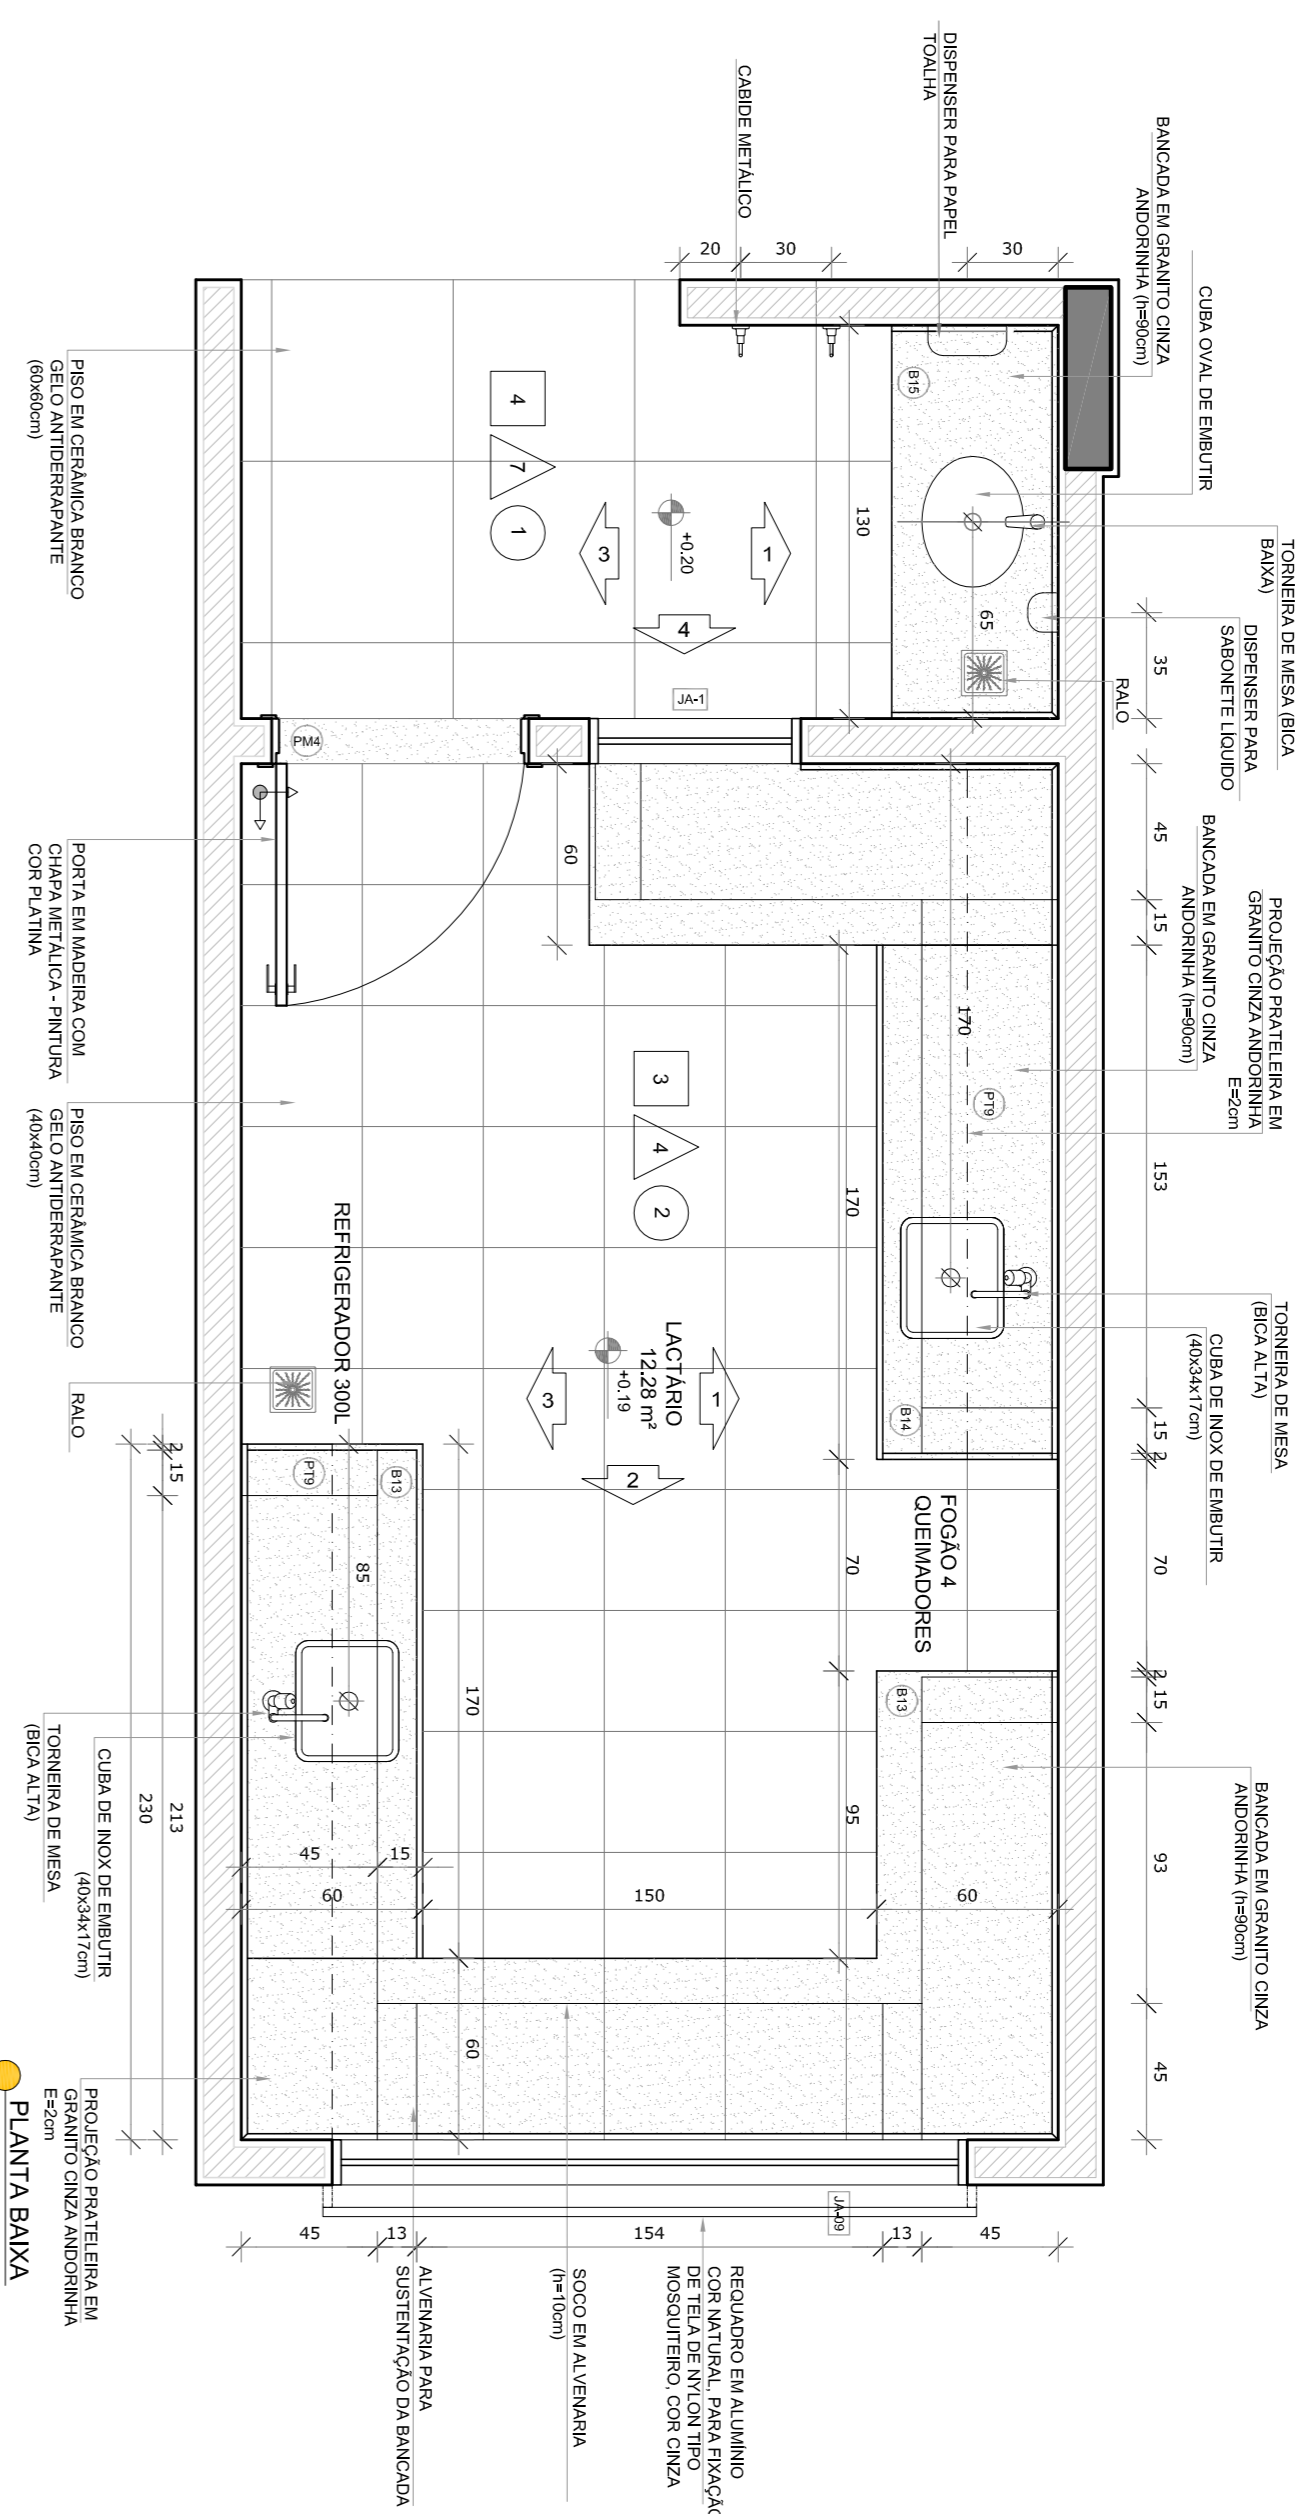 DISPENSER PARA PAPEL
TOALHA
CABIDE METÁLICO
BANCADA EM GRANITO CINZA
ANDORINHA (h=90cm)
CUBA OVAL DE EMBUTIR
TORNEIRA DE MESA (BICA
BAIXA)
DISPENSER PARA
SABONETE LÍQUIDO
RALO
BANCADA EM GRANITO CINZA
ANDORINHA (h=90cm)
PROJEÇÃO PRATELEIRA EM
GRANITO CINZA ANDORINHA
E=2cm
TORNEIRA DE MESA
(BICA ALTA)
CUBA DE INOX DE EMBUTIR
(40x34x17cm)
BANCADA EM GRANITO CINZA
ANDORINHA (h=90cm)
35
45
15
153
15
2
70
2
15
93
45
20
30
30
B15
130
65
4
7
1
3
+0.20
1
4
JA-1
PM4
60
170
PT9
170
B14
3
4
2
LACTÁRIO
12.28 m²
+0.19
3
1
2
REFRIGERADOR 300L
FOGÃO 4
QUEIMADORES
70
B13
95
PT9
B13
85
170
45
15
60
150
60
60
JA-09
45
13
154
13
45
2
15
213
230
PISO EM CERÂMICA BRANCO
GELO ANTIDERRAPANTE
(60x60cm)
PORTA EM MADEIRA COM
CHAPA METÁLICA - PINTURA
COR PLATINA
PISO EM CERÂMICA BRANCO
GELO ANTIDERRAPANTE
(40x40cm)
RALO
TORNEIRA DE MESA
(BICA ALTA)
CUBA DE INOX DE EMBUTIR
(40x34x17cm)
PROJEÇÃO PRATELEIRA EM
GRANITO CINZA ANDORINHA
E=2cm
ALVENARIA PARA
SUSTENTAÇÃO DA BANCADA
SOCO EM ALVENARIA
(h=10cm)
REQUADRO EM ALUMÍNIO
COR NATURAL, PARA FIXAÇÃO
DE TELA DE NYLON TIPO
MOSQUITEIRO, COR CINZA
PLANTA BAIXA